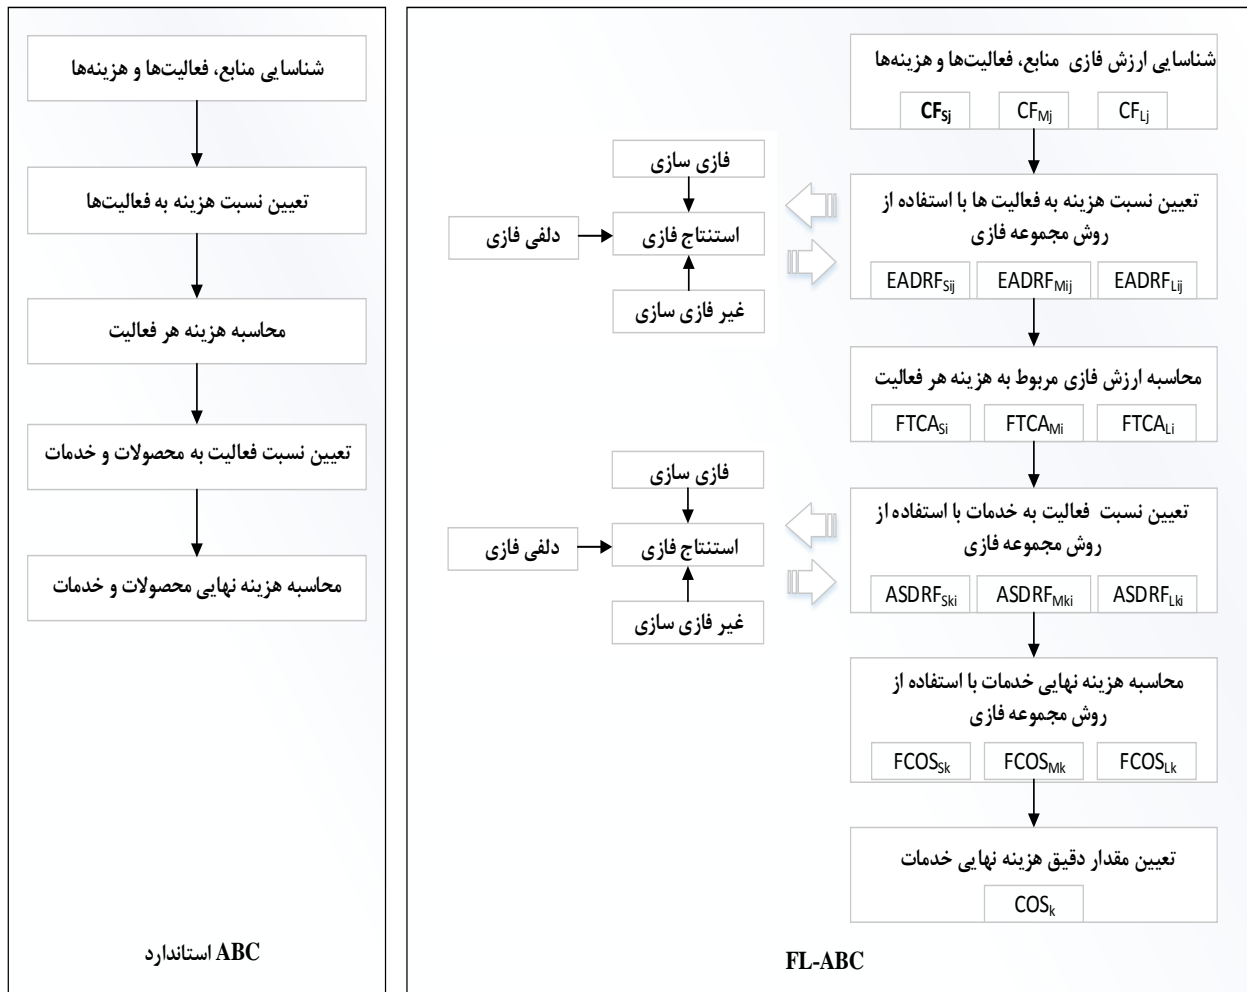 شناسایی منابع، فعالیت‌ها و هزینه‌ها
تعیین نسبت هزینه به فعالیت‌ها
محاسبه هزینه هر فعالیت
تعیین نسبت فعالیت به محصولات و خدمات
محاسبه هزینه نهایی محصولات و خدمات
ABC استاندارد
شناسایی ارزش فازی منابع، فعالیت‌ها و هزینه‌ها
CFSj CFMj CFLj
فازی سازی
دلفی فازی
استنتاج فازی
غیر فازی سازی
تعیین نسبت هزینه به فعالیت ها با استفاده از
روش مجموعه فازی
EADRFSij EADRFMij EADRFLij
محاسبه ارزش فازی مربوط به هزینه هر فعالیت
FTCASi FTCAMi FTCALi
فازی سازی
دلفی فازی
استنتاج فازی
غیر فازی سازی
تعیین نسبت فعالیت به خدمات با استفاده از
روش مجموعه فازی
ASDRFSki ASDRFMki ASDRFLki
محاسبه هزینه نهایی خدمات با استفاده از
روش مجموعه فازی
FCOSSk FCOSMk FCOSLk
تعیین مقدار دقیق هزینه نهایی خدمات
COSk
FL-ABC